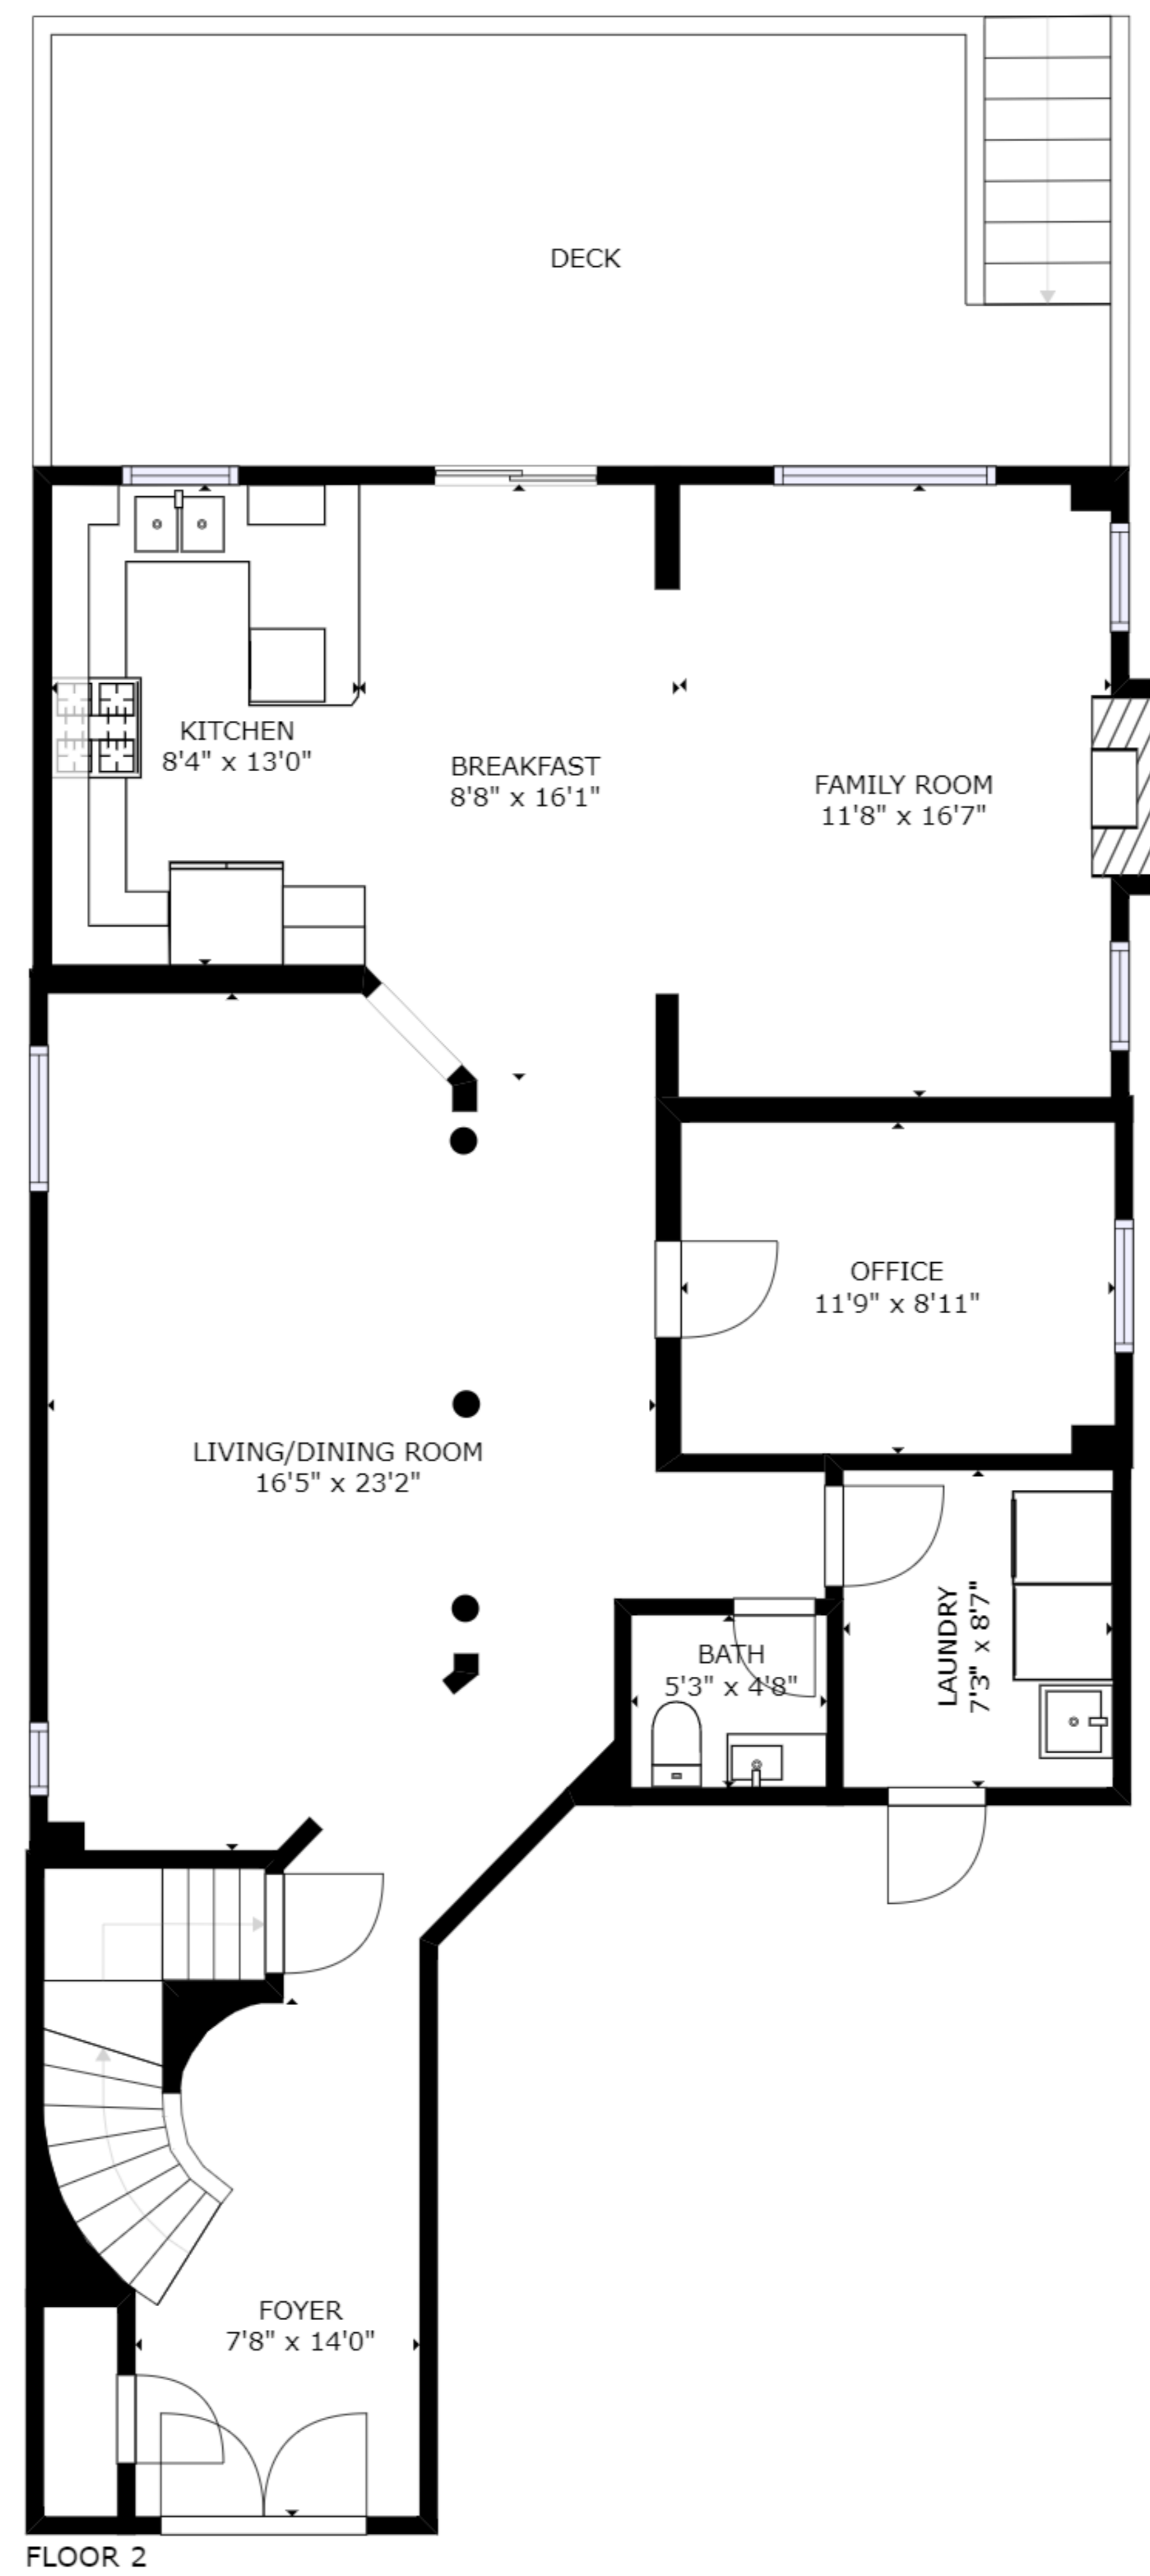 DECK
KITCHEN
8'4" x 13'0"
BREAKFAST
8'8" x 16'1"
FAMILY ROOM
11'8" x 16'7"
OFFICE
11'9" x 8'11"
LIVING/DINING ROOM
16'5" x 23'2"
BATH
5'3" x 4'8"
LAUNDRY
7'3" x 8'7"
FOYER
7'8" x 14'0"
FLOOR 2